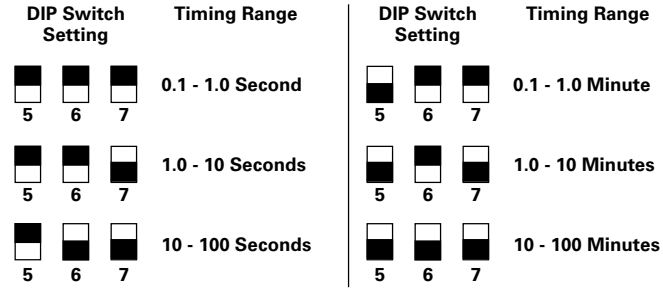 DIP Switch Setting
Timing Range
5 6 7
0.1 - 1.0 Second
5 6 7
1.0 - 10 Seconds
5 6 7
10 - 100 Seconds
DIP Switch Setting
Timing Range
5 6 7
0.1 - 1.0 Minute
5 6 7
1.0 - 10 Minutes
5 6 7
10 - 100 Minutes